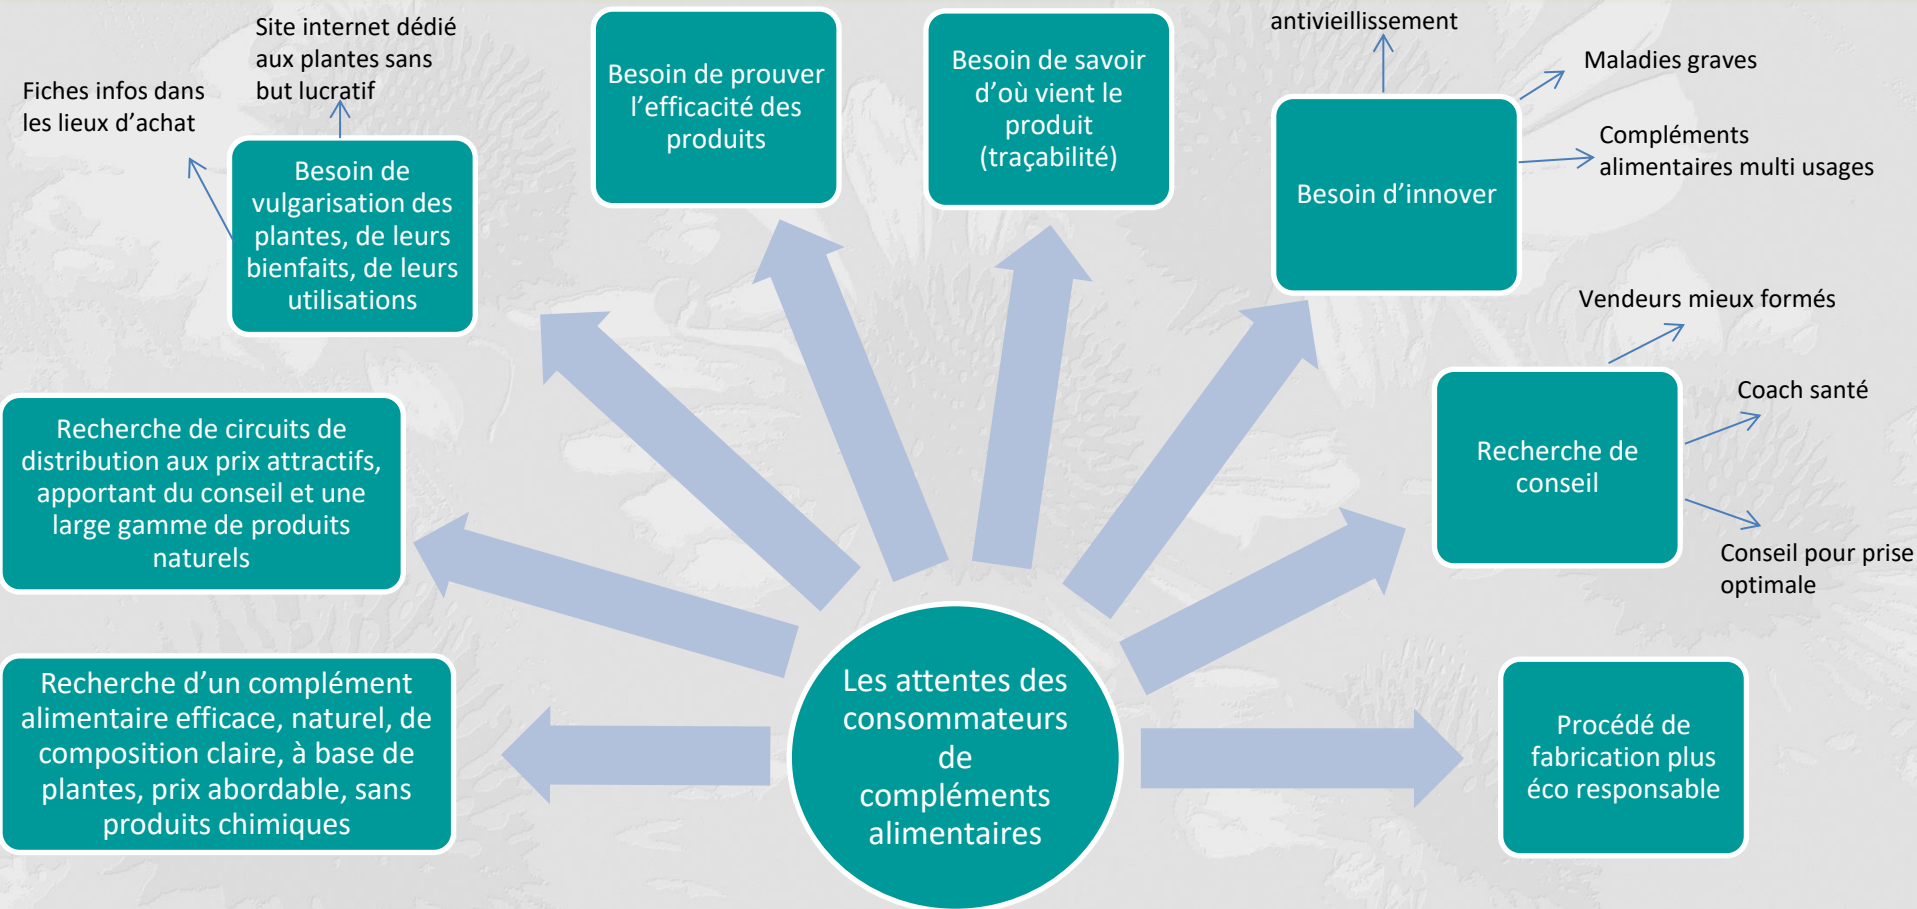 Site internet dédié
aux plantes sans
but lucratif
Fiches infos dans
les lieux d'achat
Besoin de
vulgarisation des
plantes, de leurs
bienfaits, de leurs
utilisations
Besoin de prouver
l'efficacité des
produits
Besoin de savoir
d'où vient le
produit
(traçabilité)
antivieillissement
Maladies graves
Compléments
alimentaires multi usages
Besoin d'innover
Vendeurs mieux formés
Coach santé
Recherche de
conseil
Conseil pour prise
optimale
Recherche de circuits de
distribution aux prix attractifs,
apportant du conseil et une
large gamme de produits
naturels
Recherche d'un complément
alimentaire efficace, naturel, de
composition claire, à base de
plantes, prix abordable, sans
produits chimiques
Les attentes des
consommateurs
de
compléments
alimentaires
Procédé de
fabrication plus
éco responsable